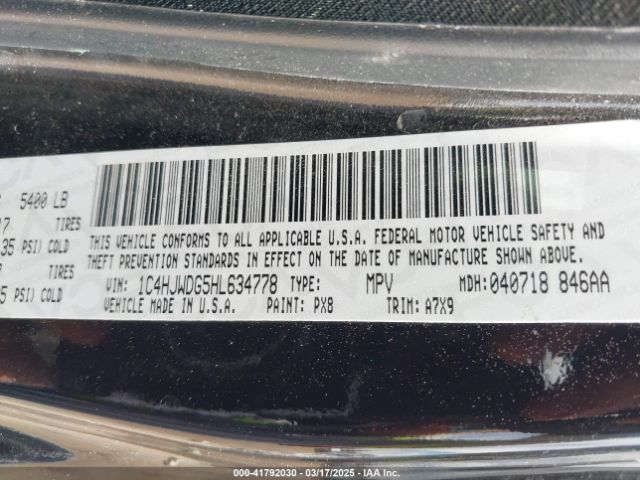 5400 LB
TIRES
35 PSI) COLD
TIRES
PSI) COLD
THIS VEHICLE CONFORMS TO ALL APPLICABLE U.S.A. FEDERAL MOTOR VEHICLE SAFETY AND
THEFT PREVENTION STANDARDS IN EFFECT ON THE DATE OF MANUFACTURE SHOWN ABOVE.
VIN: 1C4HJWDG5HL634778 TYPE: MPV MDH:040718 846AA
VEHICLE MADE IN U.S.A. PAINT: PX8 TRIM: A7X9
000-41792030 - 03/17/2025 - IAA Inc.